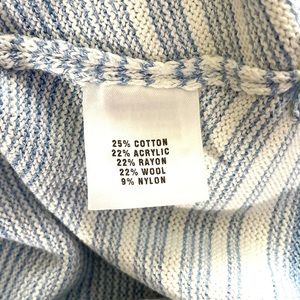 25% COTTON
22% ACRYLIC
22% RAYON
22% WOOL
9% NYLON